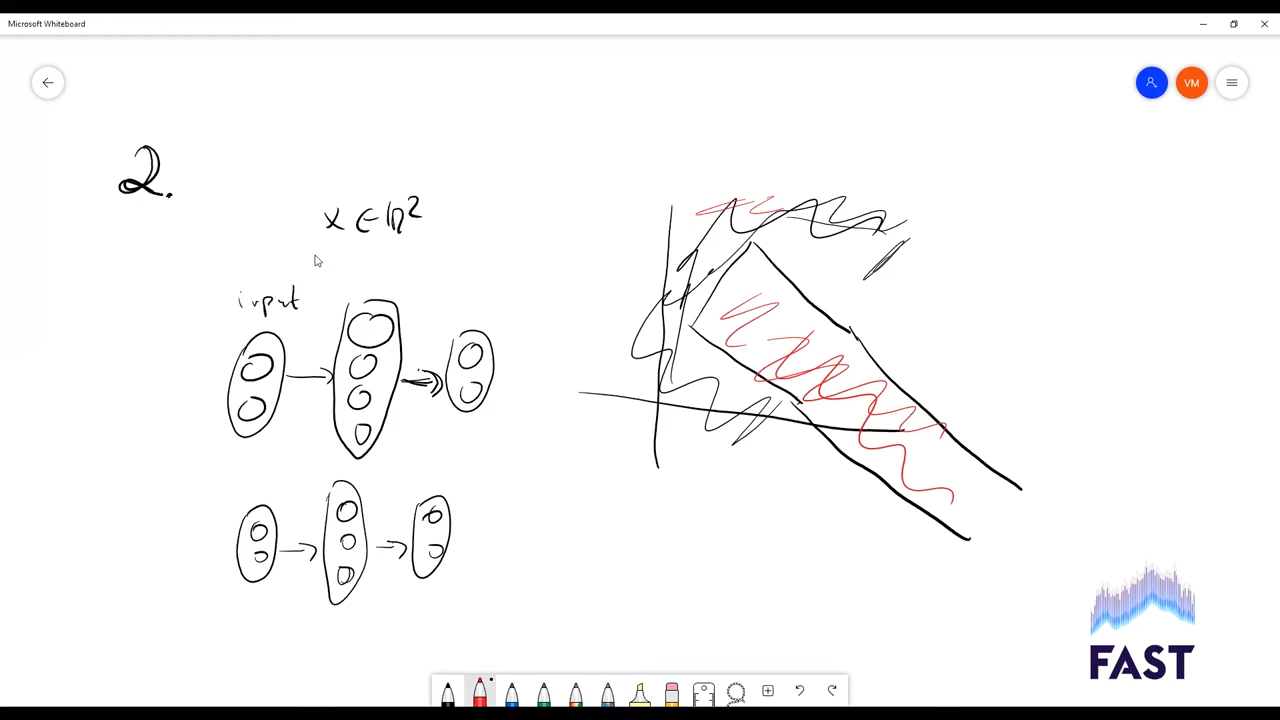 Microsoft Whiteboard
VM
2.
x ∈ ℝ²
input
FAST